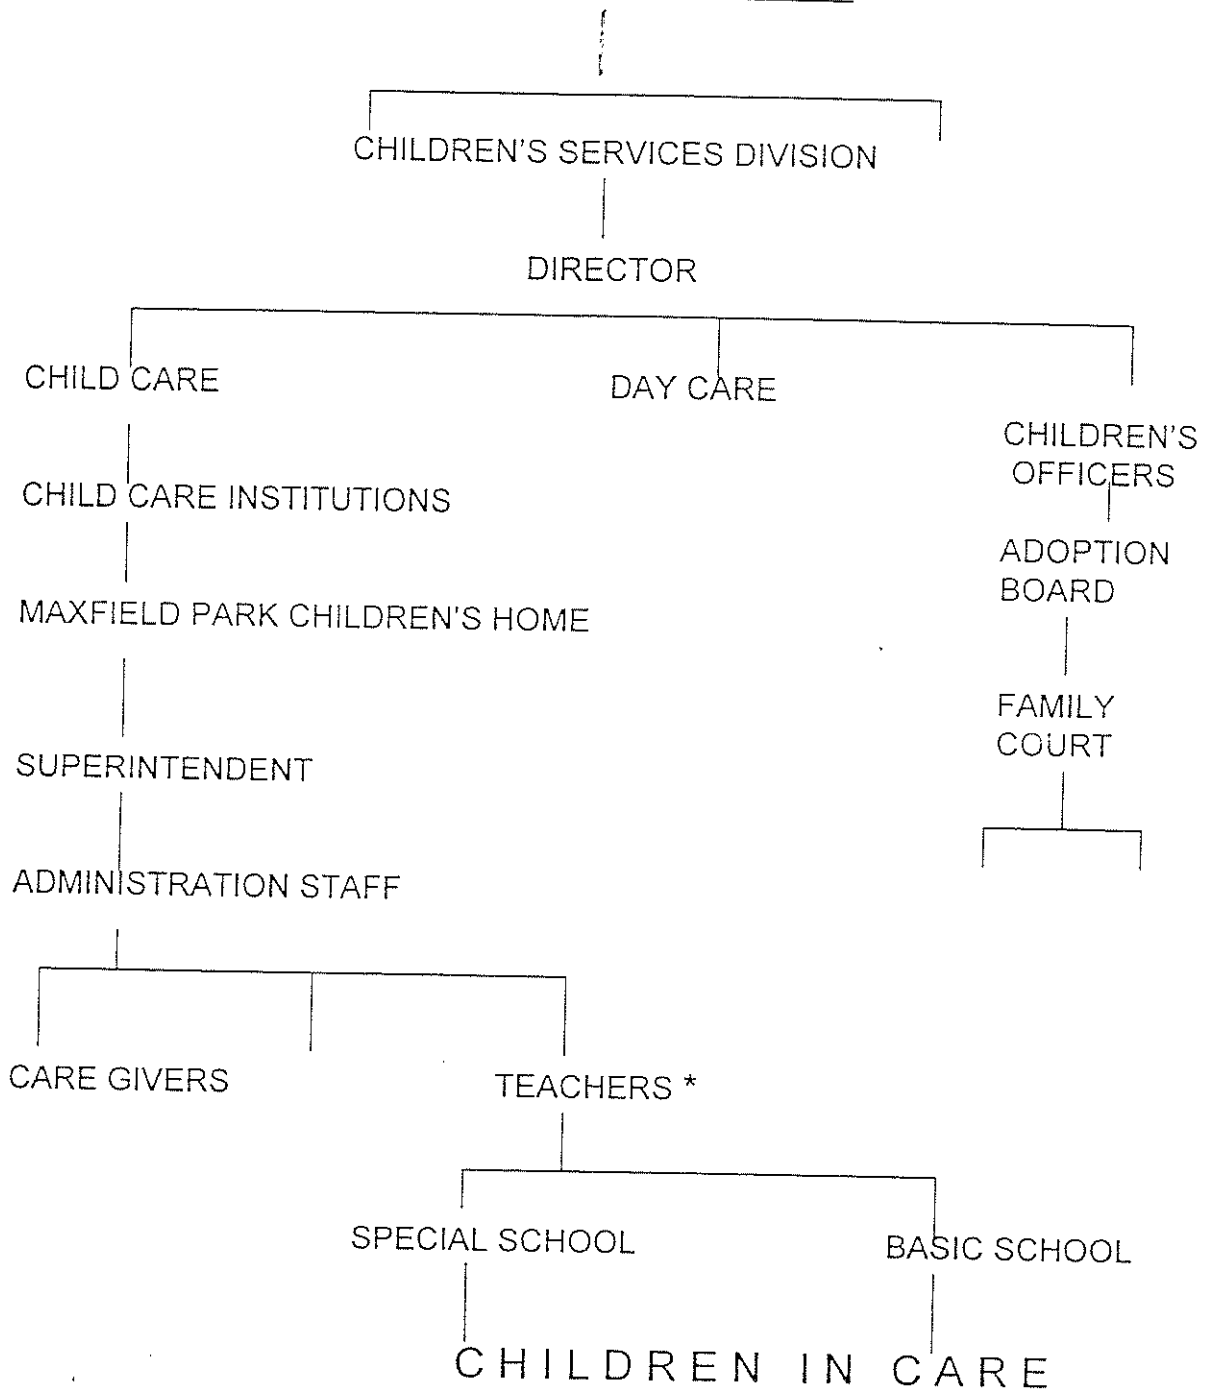 CHILDREN'S SERVICES DIVISION
DIRECTOR
CHILD CARE
DAY CARE
CHILDREN'S
OFFICERS
CHILD CARE INSTITUTIONS
ADOPTION
BOARD
MAXFIELD PARK CHILDREN'S HOME
FAMILY
COURT
SUPERINTENDENT
ADMINISTRATION STAFF
CARE GIVERS
TEACHERS *
SPECIAL SCHOOL
BASIC SCHOOL
CHILDREN IN CARE